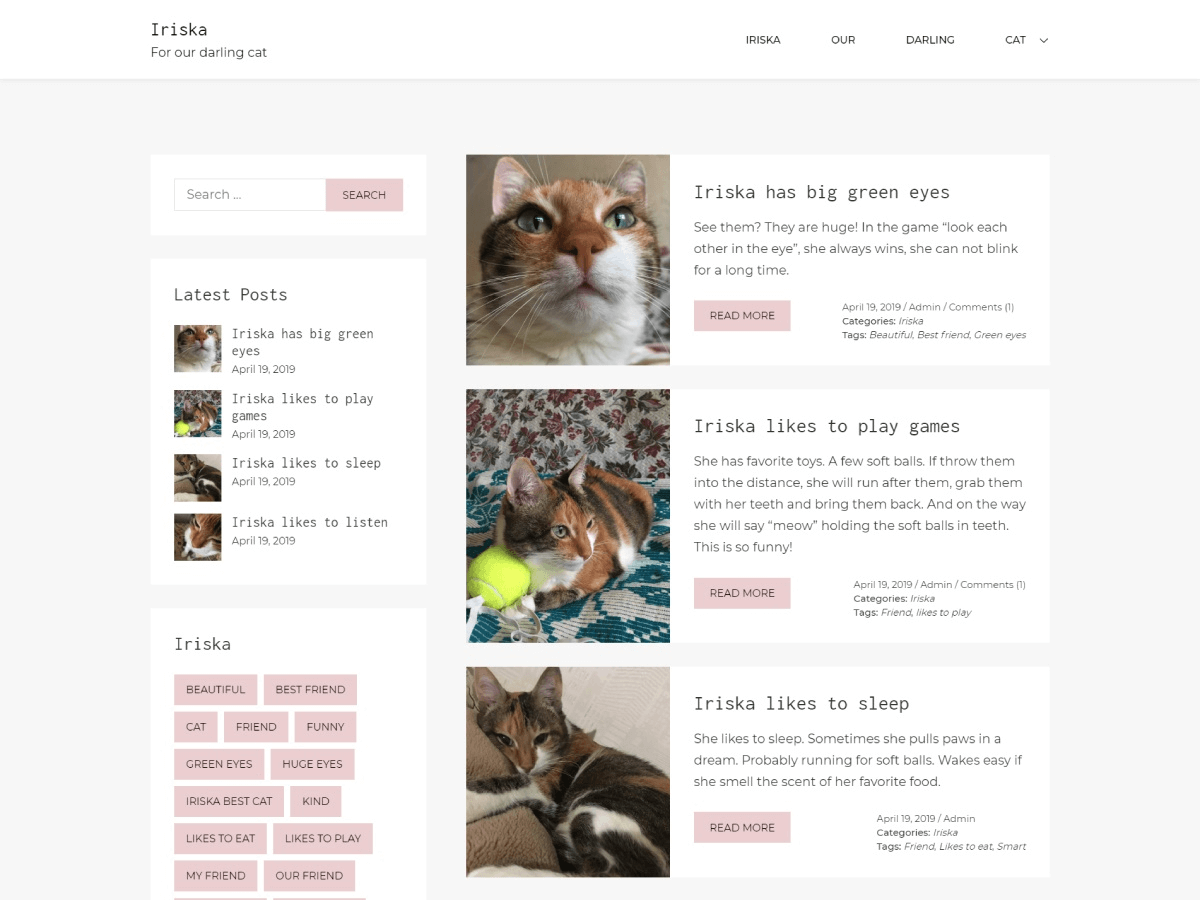 Iriska
For our darling cat
IRISKA
OUR
DARLING
CAT
Search ...
SEARCH
Latest Posts
Iriska has big green
eyes
April 19, 2019
Iriska likes to play
games
April 19, 2019
Iriska likes to sleep
April 19, 2019
Iriska likes to listen
April 19, 2019
Iriska
BEAUTIFUL
BEST FRIEND
CAT
FRIEND
FUNNY
GREEN EYES
HUGE EYES
IRISKA BEST CAT
KIND
LIKES TO EAT
LIKES TO PLAY
MY FRIEND
OUR FRIEND
Iriska has big green eyes
See them? They are huge! In the game “look each
other in the eye”, she always wins, she can not blink
for a long time.
READ MORE
April 19, 2019 / Admin / Comments (1)
Categories: Iriska
Tags: Beautiful, Best friend, Green eyes
Iriska likes to play games
She has favorite toys. A few soft balls. If throw them
into the distance, she will run after them, grab them
with her teeth and bring them back. And on the way
she will say “meow” holding the soft balls in teeth.
This is so funny!
READ MORE
April 19, 2019 / Admin / Comments (1)
Categories: Iriska
Tags: Friend, likes to play
Iriska likes to sleep
She likes to sleep. Sometimes she pulls paws in a
dream. Probably running for soft balls. Wakes easy if
she smell the scent of her favorite food.
READ MORE
April 19, 2019 / Admin
Categories: Iriska
Tags: Friend, Likes to eat, Smart